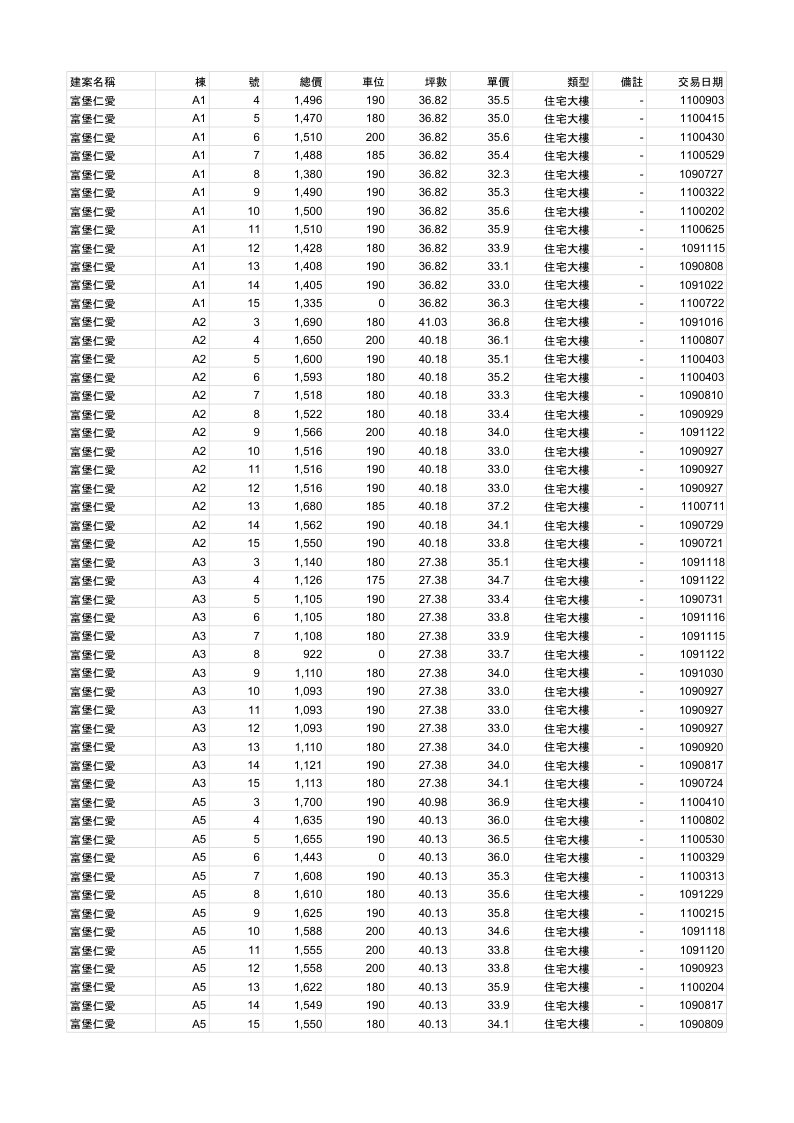 建案名稱 棟 號 總價 車位 坪數 單價 類型 備註 交易日期
富堡仁愛 A1 4 1,496 190 36.82 35.5 住宅大樓 - 1100903
富堡仁愛 A1 5 1,470 180 36.82 35.0 住宅大樓 - 1100415
富堡仁愛 A1 6 1,510 200 36.82 35.6 住宅大樓 - 1100430
富堡仁愛 A1 7 1,488 185 36.82 35.4 住宅大樓 - 1100529
富堡仁愛 A1 8 1,380 190 36.82 32.3 住宅大樓 - 1090727
富堡仁愛 A1 9 1,490 190 36.82 35.3 住宅大樓 - 1100322
富堡仁愛 A1 10 1,500 190 36.82 35.6 住宅大樓 - 1100202
富堡仁愛 A1 11 1,510 190 36.82 35.9 住宅大樓 - 1100625
富堡仁愛 A1 12 1,428 180 36.82 33.9 住宅大樓 - 1091115
富堡仁愛 A1 13 1,408 190 36.82 33.1 住宅大樓 - 1090808
富堡仁愛 A1 14 1,405 190 36.82 33.0 住宅大樓 - 1091022
富堡仁愛 A1 15 1,335 0 36.82 36.3 住宅大樓 - 1100722
富堡仁愛 A2 3 1,690 180 41.03 36.8 住宅大樓 - 1091016
富堡仁愛 A2 4 1,650 200 40.18 36.1 住宅大樓 - 1100807
富堡仁愛 A2 5 1,600 190 40.18 35.1 住宅大樓 - 1100403
富堡仁愛 A2 6 1,593 180 40.18 35.2 住宅大樓 - 1100403
富堡仁愛 A2 7 1,518 180 40.18 33.3 住宅大樓 - 1090810
富堡仁愛 A2 8 1,522 180 40.18 33.4 住宅大樓 - 1090929
富堡仁愛 A2 9 1,566 200 40.18 34.0 住宅大樓 - 1091122
富堡仁愛 A2 10 1,516 190 40.18 33.0 住宅大樓 - 1090927
富堡仁愛 A2 11 1,516 190 40.18 33.0 住宅大樓 - 1090927
富堡仁愛 A2 12 1,516 190 40.18 33.0 住宅大樓 - 1090927
富堡仁愛 A2 13 1,680 185 40.18 37.2 住宅大樓 - 1100711
富堡仁愛 A2 14 1,562 190 40.18 34.1 住宅大樓 - 1090729
富堡仁愛 A2 15 1,550 190 40.18 33.8 住宅大樓 - 1090721
富堡仁愛 A3 3 1,140 180 27.38 35.1 住宅大樓 - 1091118
富堡仁愛 A3 4 1,126 175 27.38 34.7 住宅大樓 - 1091122
富堡仁愛 A3 5 1,105 190 27.38 33.4 住宅大樓 - 1090731
富堡仁愛 A3 6 1,105 180 27.38 33.8 住宅大樓 - 1091116
富堡仁愛 A3 7 1,108 180 27.38 33.9 住宅大樓 - 1091115
富堡仁愛 A3 8 922 0 27.38 33.7 住宅大樓 - 1091122
富堡仁愛 A3 9 1,110 180 27.38 34.0 住宅大樓 - 1091030
富堡仁愛 A3 10 1,093 190 27.38 33.0 住宅大樓 - 1090927
富堡仁愛 A3 11 1,093 190 27.38 33.0 住宅大樓 - 1090927
富堡仁愛 A3 12 1,093 190 27.38 33.0 住宅大樓 - 1090927
富堡仁愛 A3 13 1,110 180 27.38 34.0 住宅大樓 - 1090920
富堡仁愛 A3 14 1,121 190 27.38 34.0 住宅大樓 - 1090817
富堡仁愛 A3 15 1,113 180 27.38 34.1 住宅大樓 - 1090724
富堡仁愛 A5 3 1,700 190 40.98 36.9 住宅大樓 - 1100410
富堡仁愛 A5 4 1,635 190 40.13 36.0 住宅大樓 - 1100802
富堡仁愛 A5 5 1,655 190 40.13 36.5 住宅大樓 - 1100530
富堡仁愛 A5 6 1,443 0 40.13 36.0 住宅大樓 - 1100329
富堡仁愛 A5 7 1,608 190 40.13 35.3 住宅大樓 - 1100313
富堡仁愛 A5 8 1,610 180 40.13 35.6 住宅大樓 - 1091229
富堡仁愛 A5 9 1,625 190 40.13 35.8 住宅大樓 - 1100215
富堡仁愛 A5 10 1,588 200 40.13 34.6 住宅大樓 - 1091118
富堡仁愛 A5 11 1,555 200 40.13 33.8 住宅大樓 - 1091120
富堡仁愛 A5 12 1,558 200 40.13 33.8 住宅大樓 - 1090923
富堡仁愛 A5 13 1,622 180 40.13 35.9 住宅大樓 - 1100204
富堡仁愛 A5 14 1,549 190 40.13 33.9 住宅大樓 - 1090817
富堡仁愛 A5 15 1,550 180 40.13 34.1 住宅大樓 - 1090809